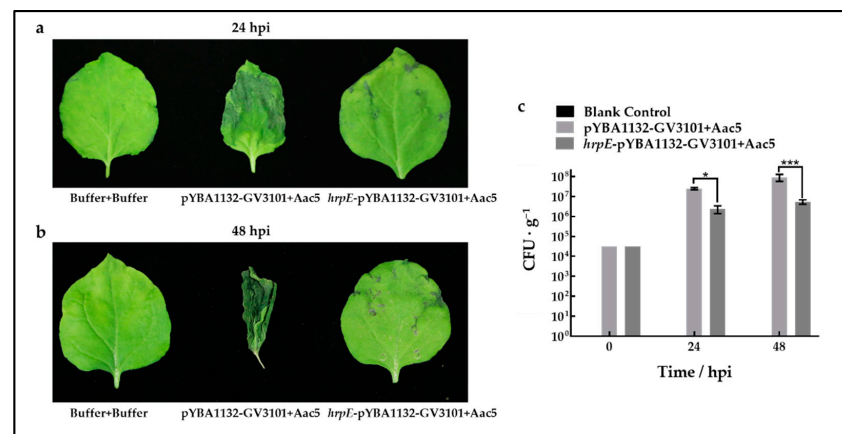 a
24 hpi
Buffer+Buffer
pYBA1132-GV3101+Aac5
hrpE-pYBA1132-GV3101+Aac5
b
48 hpi
Buffer+Buffer
pYBA1132-GV3101+Aac5
hrpE-pYBA1132-GV3101+Aac5
c
Blank Control
pYBA1132-GV3101+Aac5
hrpE-pYBA1132-GV3101+Aac5
CFU · g⁻¹
10⁸
10⁷
10⁶
10⁵
10⁴
10³
10²
10¹
10⁰
*
***
0
24
48
Time / hpi